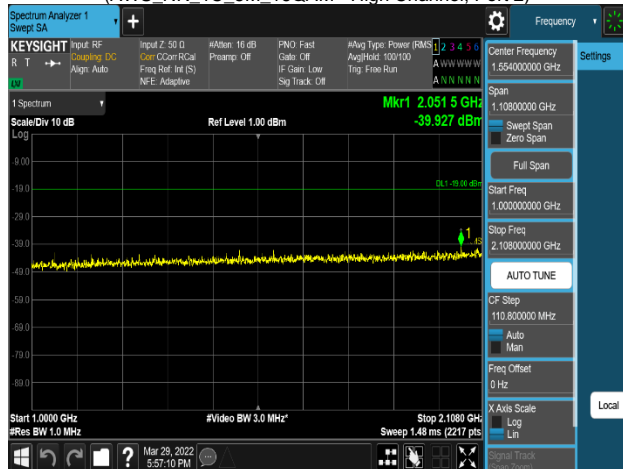 Spectrum Analyzer 1
Swept SA
Frequency
KEYSIGHT
R T
Input: RF
Coupling: DC
Align: Auto
Input Z: 50 Ω
Corr CCorr RCal
Freq Ref: Int (S)
NFE: Adaptive
#Atten: 16 dB
Preamp: Off
PNO: Fast
Gate: Off
IF Gain: Low
Sig Track: Off
#Avg Type: Power (RMS
Avg|Hold: 100/100
Trig: Free Run
1 2 3 4 5 6
A W W W W W
A N N N N N
1 Spectrum
Scale/Div 10 dB
Log
Ref Level 1.00 dBm
Mkr1 2.051 5 GHz
-39.927 dBm
-9.00
-19.0
-29.0
-39.0
-49.0
-59.0
-69.0
-79.0
-89.0
DL1 -19.00 dBm
1
Start 1.0000 GHz
#Res BW 1.0 MHz
#Video BW 3.0 MHz*
Stop 2.1080 GHz
Sweep 1.48 ms (2217 pts)
Mar 29, 2022
5:57:10 PM
Center Frequency
1.554000000 GHz
Settings
Span
1.10800000 GHz
Swept Span
Zero Span
Full Span
Start Freq
1.000000000 GHz
Stop Freq
2.108000000 GHz
AUTO TUNE
CF Step
110.800000 MHz
Auto
Man
Freq Offset
0 Hz
X Axis Scale
Log
Lin
Local
Signal Track
(Span Zoom)